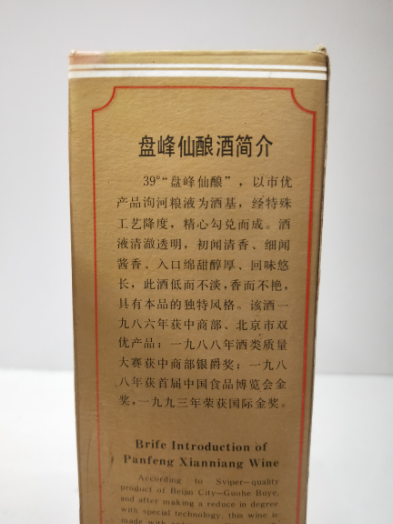 盘峰仙酿酒简介
39°“盘峰仙酿”，以市优
产品泃河粮液为酒基，经特殊
工艺降度，精心勾兑而成。酒
液清澈透明，初闻清香、细闻
酱香、入口绵甜醇厚、回味悠
长，此酒低而不淡，香而不艳，
具有本品的独特风格。该酒一
九八六年获中商部、北京市双
优产品；一九八八年酒类质量
大赛获中商部银爵奖；一九八
八年获首届中国食品博览会金
奖，一九九三年荣获国际金奖。
Brife Introduction of
Panfeng Xianniang Wine
According to Syiper-quality
product of Beijin City—Guohe Buye,
and after making a reduce in degree
with special technology, this wine is
made with